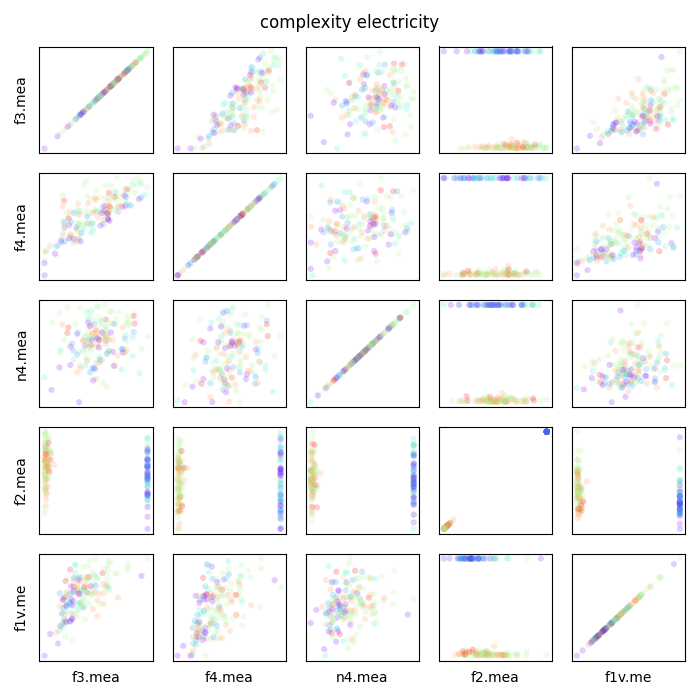 complexity electricity
f3.mea
f4.mea
n4.mea
f2.mea
f1v.me
f3.mea f4.mea n4.mea f2.mea f1v.me